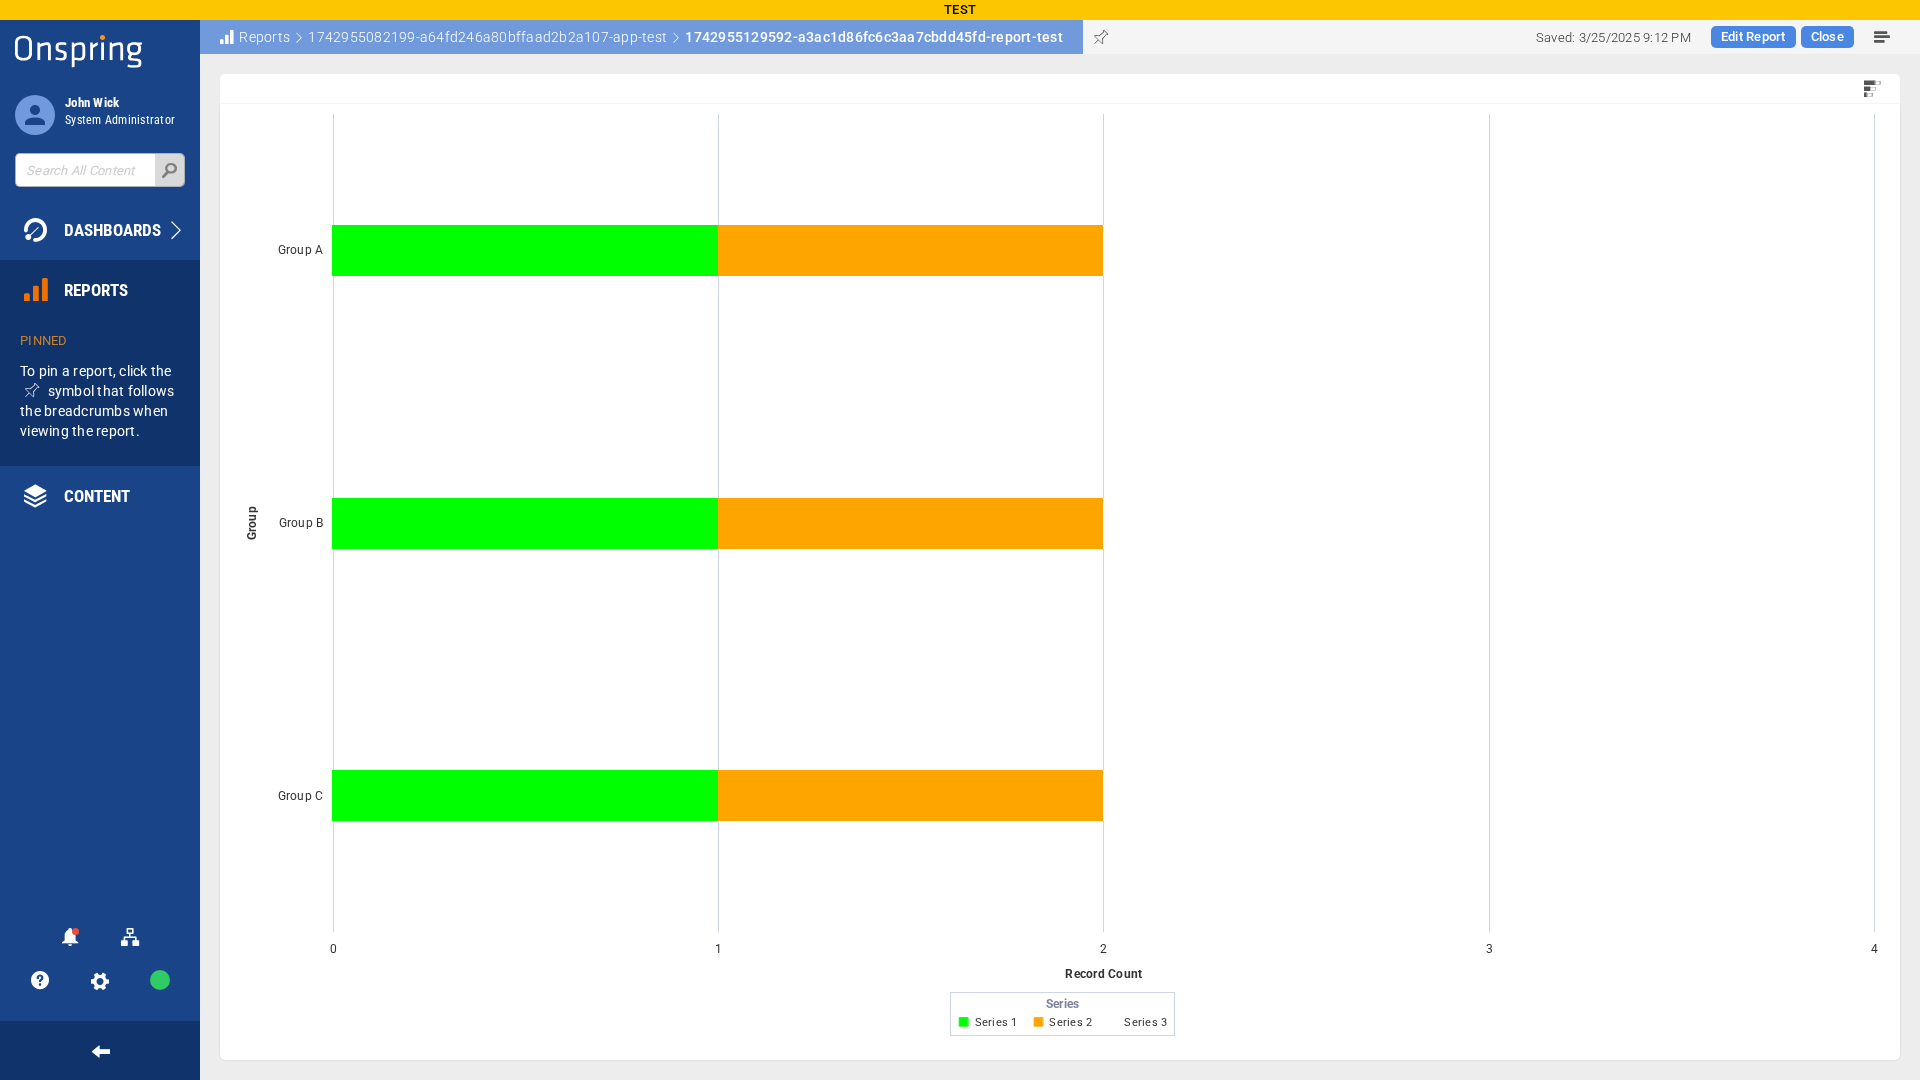 TEST
Onspring
Reports 1742955082199-a64fd246a80bffaad2b2a107-app-test 1742955129592-a3ac1d86fc6c3aa7cbdd45fd-report-test
Saved: 3/25/2025 9:12 PM
Edit Report
Close
John Wick
System Administrator
Search All Content
DASHBOARDS
REPORTS
PINNED
To pin a report, click the
symbol that follows
the breadcrumbs when
viewing the report.
CONTENT
Group
Group A
Group B
Group C
0 1 2 3 4
Record Count
Series
Series 1 Series 2 Series 3